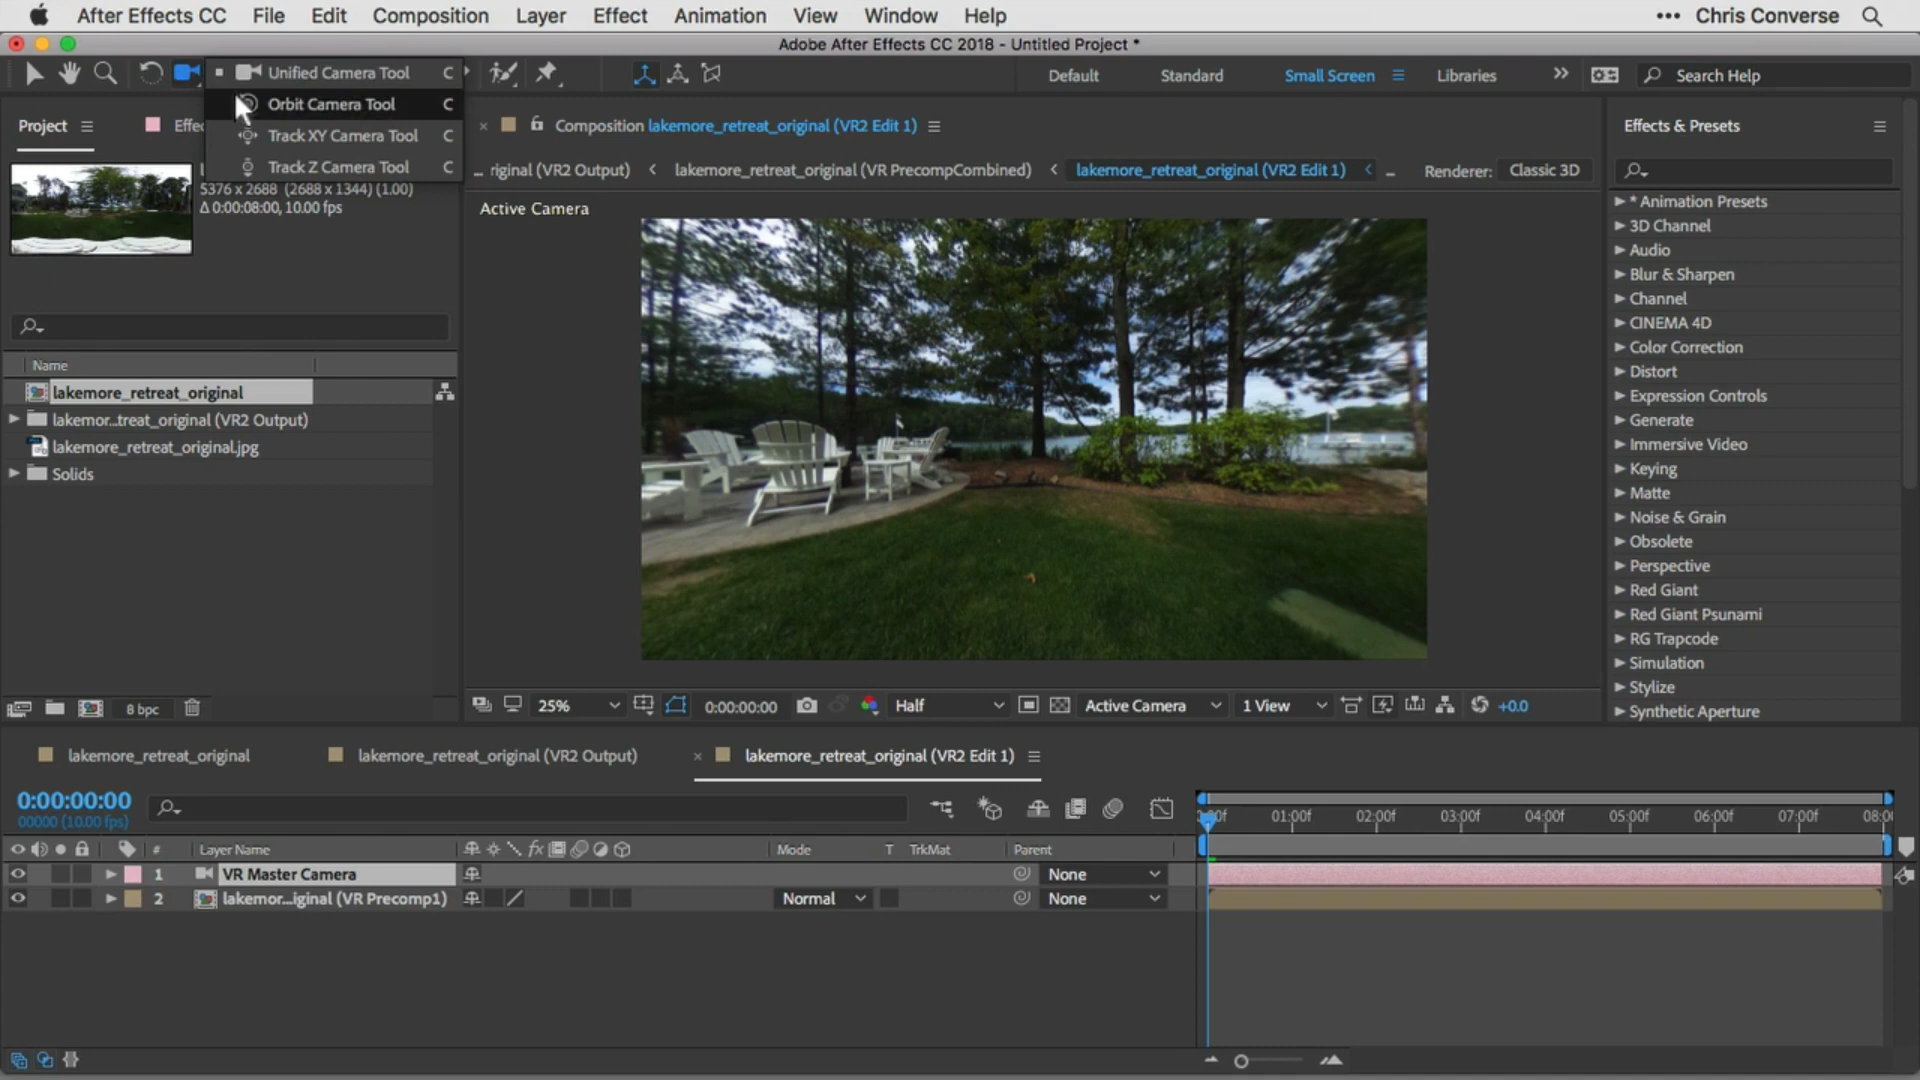 After Effects CC File Edit Composition Layer Effect Animation View Window Help ••• Chris Converse
Adobe After Effects CC 2018 - Untitled Project *
Unified Camera Tool C
Orbit Camera Tool C
Track XY Camera Tool C
Track Z Camera Tool C
Default Standard Small Screen Libraries Search Help
Project
Composition lakemore_retreat_original (VR2 Edit 1)
Effects & Presets
... riginal (VR2 Output) lakemore_retreat_original (VR PrecompCombined) lakemore_retreat_original (VR2 Edit 1) Renderer: Classic 3D
5376 x 2688 (2688 x 1344) (1.00)
Δ 0:00:08:00, 10.00 fps
Active Camera
* Animation Presets
3D Channel
Audio
Blur & Sharpen
Channel
CINEMA 4D
Color Correction
Distort
Expression Controls
Generate
Immersive Video
Keying
Matte
Noise & Grain
Obsolete
Perspective
Red Giant
Red Giant Psunami
RG Trapcode
Simulation
Stylize
Synthetic Aperture
Name
lakemore_retreat_original
lakemor...treat_original (VR2 Output)
lakemore_retreat_original.jpg
Solids
8 bpc
25% 0:00:00:00 Half Active Camera 1 View +0.0
lakemore_retreat_original lakemore_retreat_original (VR2 Output) lakemore_retreat_original (VR2 Edit 1)
0:00:00:00
00000 (10.00 fps)
01:00f 02:00f 03:00f 04:00f 05:00f 06:00f 07:00f
# Layer Name fx Mode T TrkMat Parent
1 VR Master Camera None
2 lakemor...iginal (VR Precomp1) Normal None